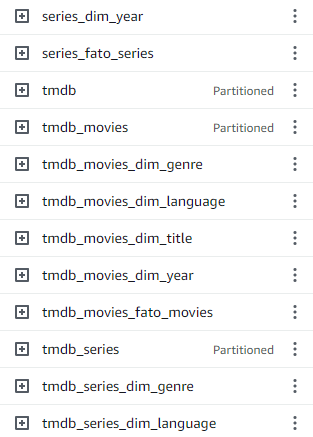 series_dim_year
series_fato_series
tmdb Partitioned
tmdb_movies Partitioned
tmdb_movies_dim_genre
tmdb_movies_dim_language
tmdb_movies_dim_title
tmdb_movies_dim_year
tmdb_movies_fato_movies
tmdb_series Partitioned
tmdb_series_dim_genre
tmdb_series_dim_language